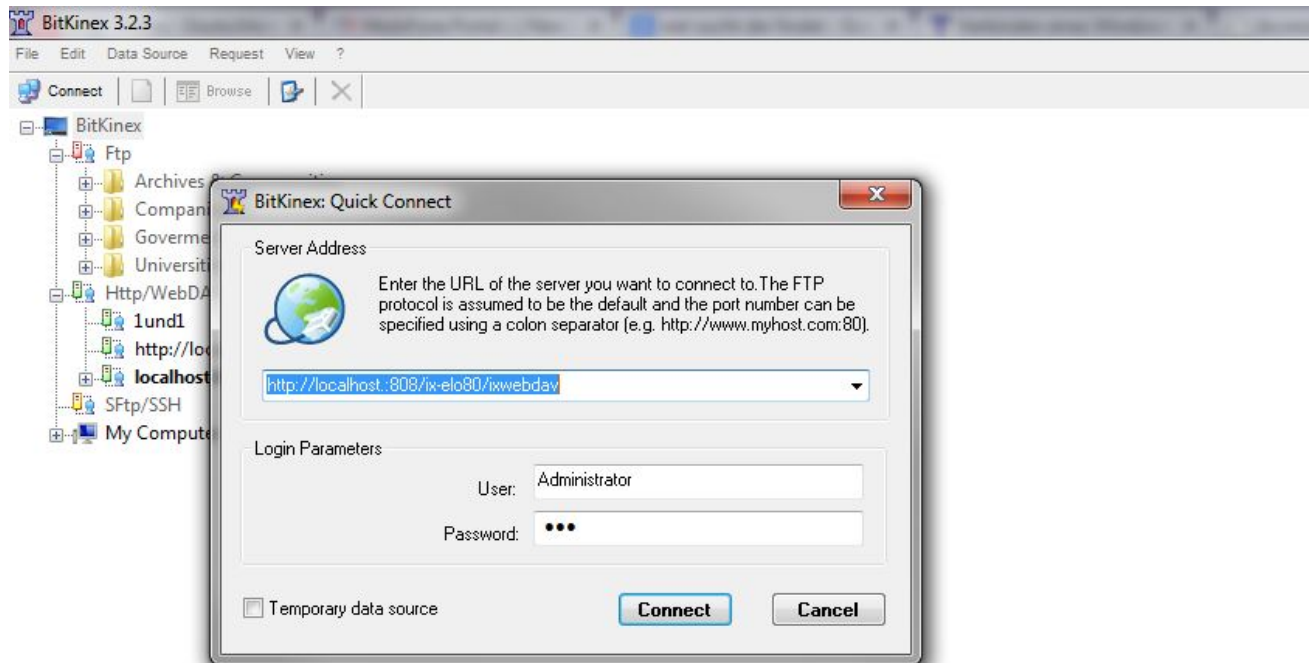 BitKinex 3.2.3
File Edit Data Source Request View ?
Connect Browse
BitKinex
Ftp
Archives
Compani
Governme
Universiti
Http/WebDA
1und1
http://loc
localhost
SFtp/SSH
My Compute
BitKinex: Quick Connect
Server Address
Enter the URL of the server you want to connect to.The FTP
protocol is assumed to be the default and the port number can be
specified using a colon separator (e.g. http://www.myhost.com:80).
http://localhost.:808/ix-elo80/ixwebdav
Login Parameters
User: Administrator
Password: •••
Temporary data source Connect Cancel